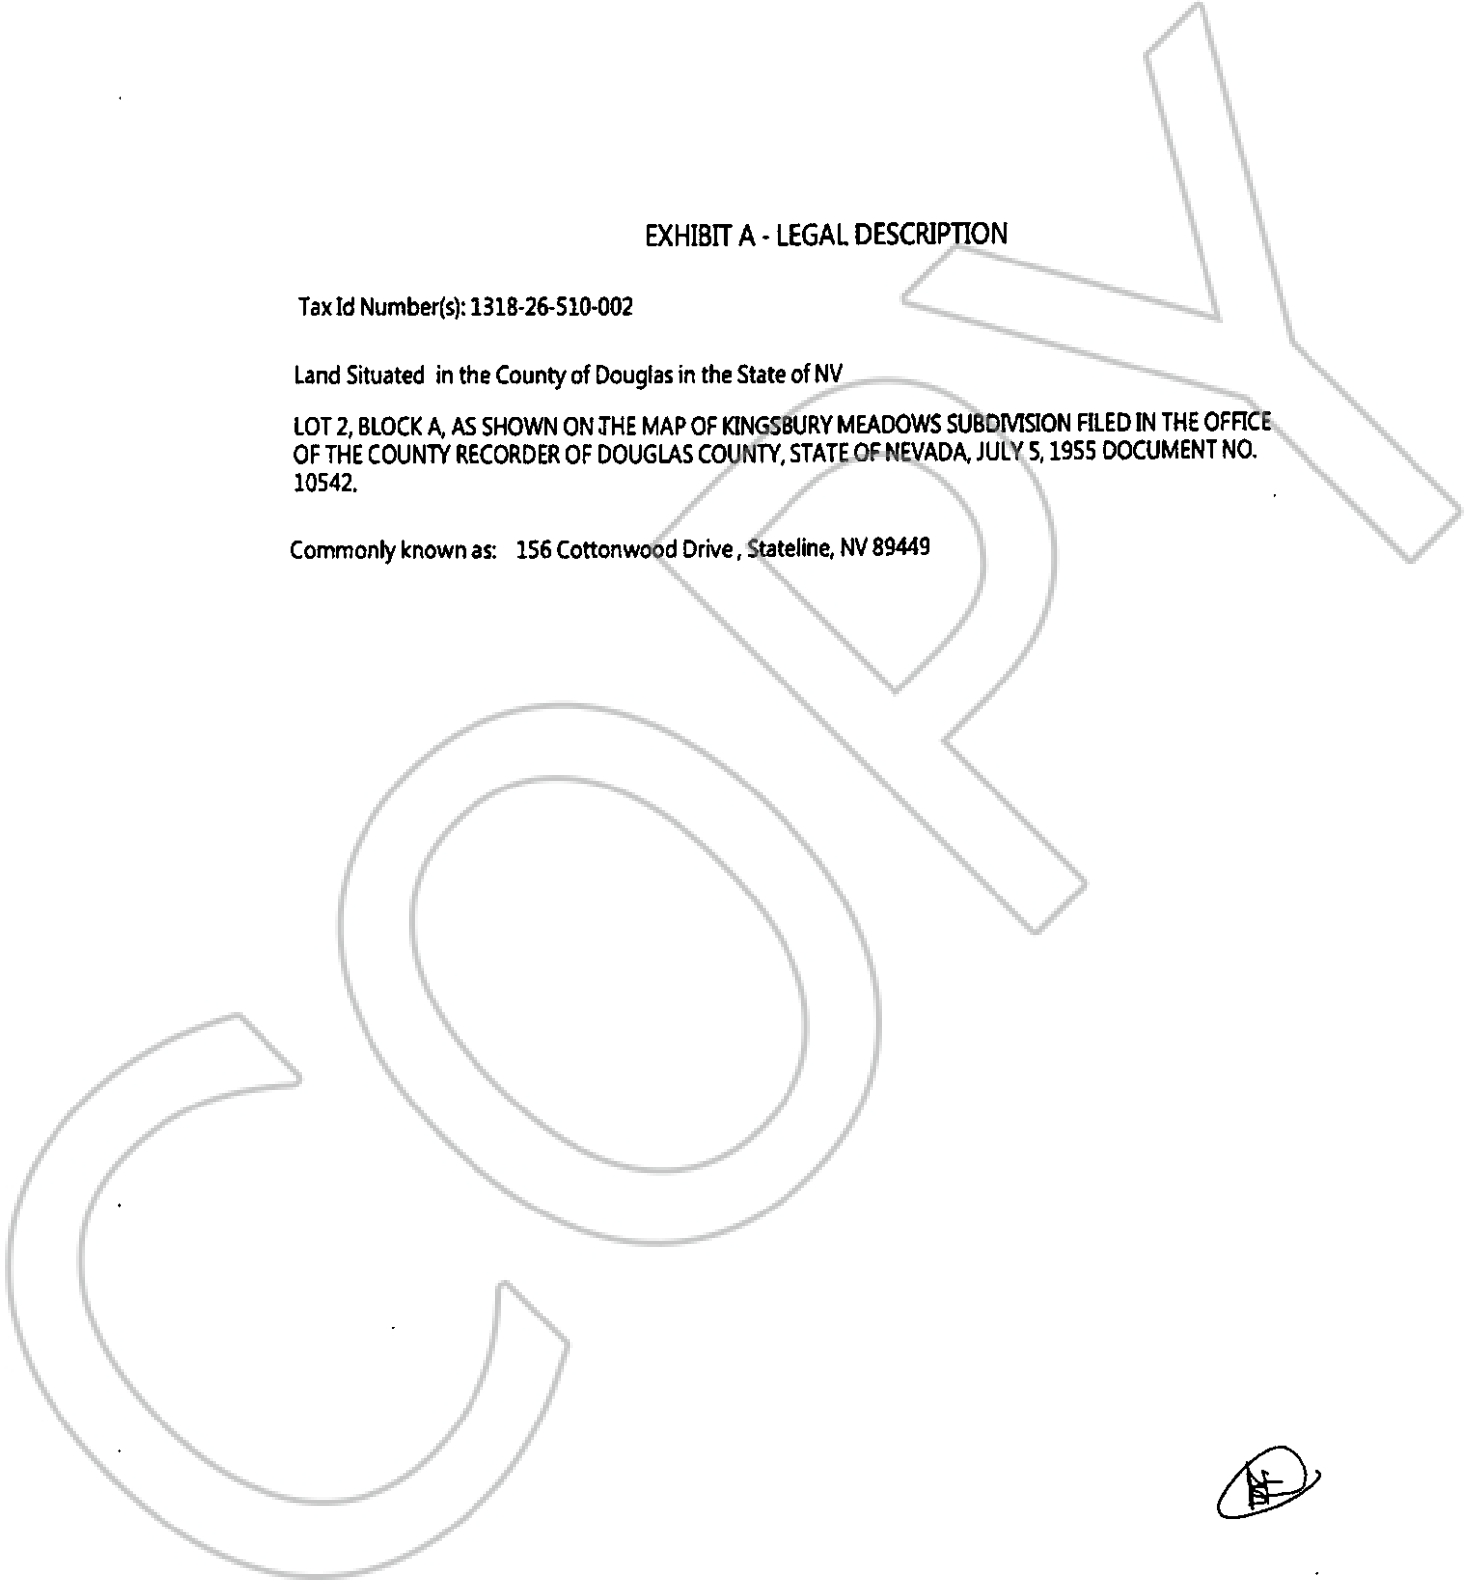 EXHIBIT A - LEGAL DESCRIPTION
Tax Id Number(s): 1318-26-510-002
Land Situated in the County of Douglas in the State of NV
LOT 2, BLOCK A, AS SHOWN ON THE MAP OF KINGSBURY MEADOWS SUBDIVISION FILED IN THE OFFICE
OF THE COUNTY RECORDER OF DOUGLAS COUNTY, STATE OF NEVADA, JULY 5, 1955 DOCUMENT NO.
10542.
Commonly known as: 156 Cottonwood Drive, Stateline, NV 89449
COPY